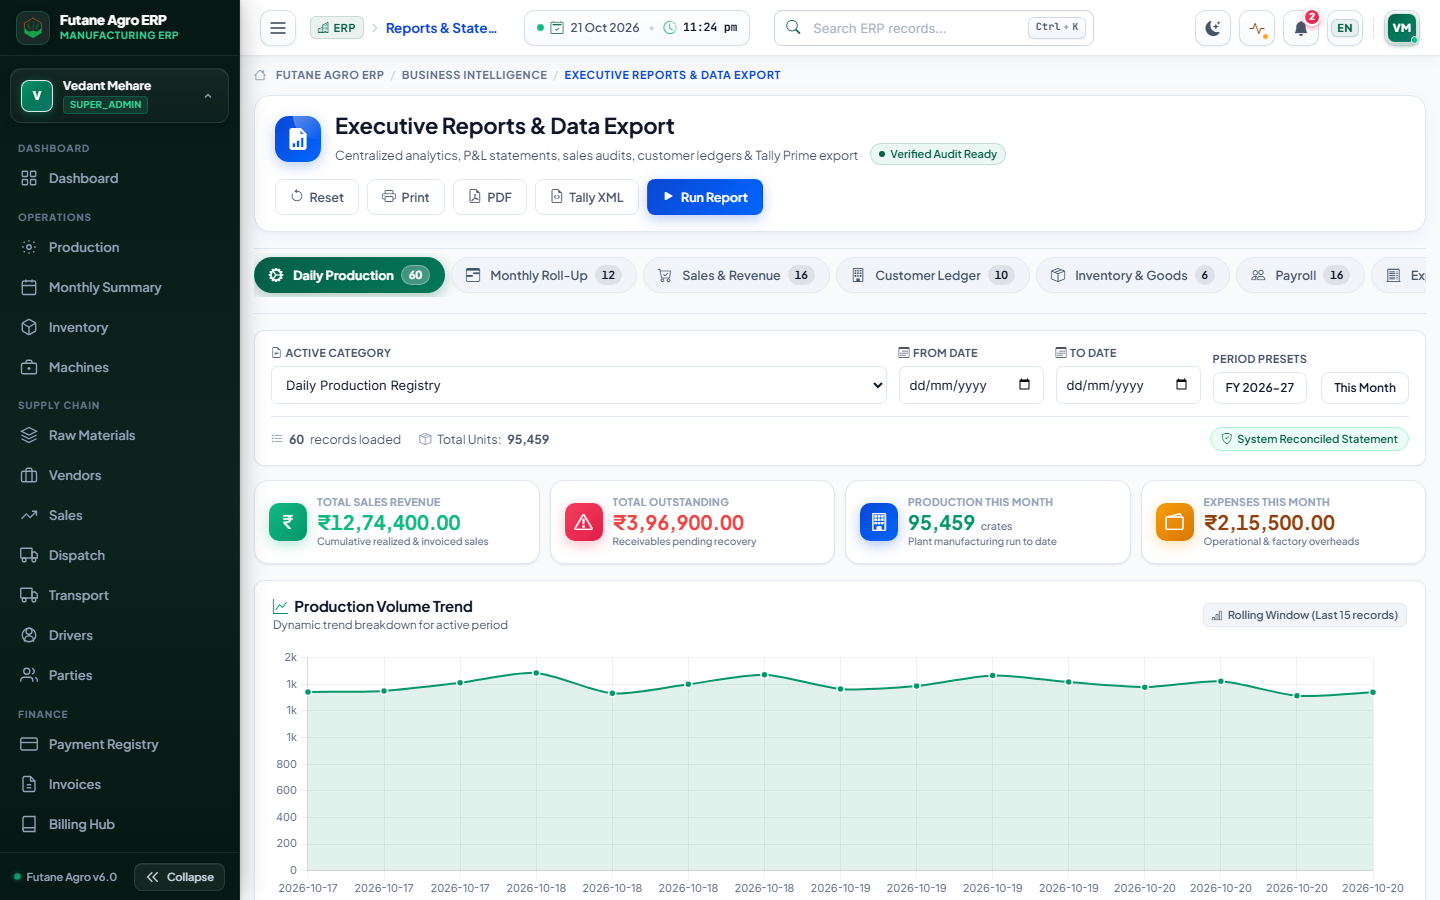 Futane Agro ERP
MANUFACTURING ERP
V
Vedant Mehare
SUPER_ADMIN
DASHBOARD
Dashboard
OPERATIONS
Production
Monthly Summary
Inventory
Machines
SUPPLY CHAIN
Raw Materials
Vendors
Sales
Dispatch
Transport
Drivers
Parties
FINANCE
Payment Registry
Invoices
Billing Hub
Futane Agro v6.0
Collapse
ERP
Reports & State...
21 Oct 2026
11:24 pm
Search ERP records...
Ctrl + K
2
EN
VM
FUTANE AGRO ERP / BUSINESS INTELLIGENCE / EXECUTIVE REPORTS & DATA EXPORT
Executive Reports & Data Export
Centralized analytics, P&L statements, sales audits, customer ledgers & Tally Prime export
Verified Audit Ready
Reset
Print
PDF
Tally XML
Run Report
Daily Production 60
Monthly Roll-Up 12
Sales & Revenue 16
Customer Ledger 10
Inventory & Goods 6
Payroll 16
Ex
ACTIVE CATEGORY
Daily Production Registry
FROM DATE
dd/mm/yyyy
TO DATE
dd/mm/yyyy
PERIOD PRESETS
FY 2026-27
This Month
60 records loaded
Total Units: 95,459
System Reconciled Statement
₹
TOTAL SALES REVENUE
₹12,74,400.00
Cumulative realized & invoiced sales
TOTAL OUTSTANDING
₹3,96,900.00
Receivables pending recovery
PRODUCTION THIS MONTH
95,459 crates
Plant manufacturing run to date
EXPENSES THIS MONTH
₹2,15,500.00
Operational & factory overheads
Production Volume Trend
Dynamic trend breakdown for active period
Rolling Window (Last 15 records)
2k
1k
1k
1k
800
600
400
200
0
2026-10-17 2026-10-17 2026-10-17 2026-10-18 2026-10-18 2026-10-18 2026-10-18 2026-10-19 2026-10-19 2026-10-19 2026-10-19 2026-10-20 2026-10-20 2026-10-20 2026-10-20